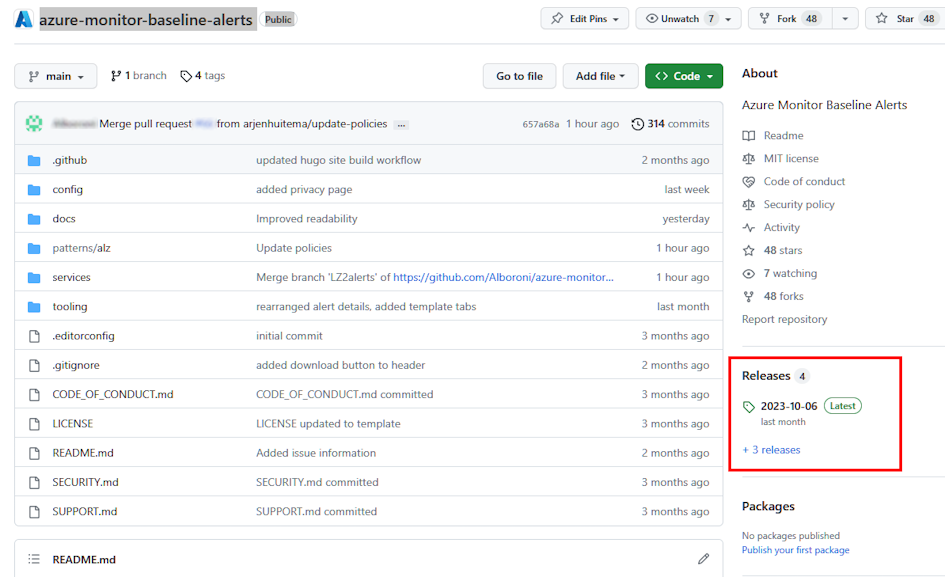 azure-monitor-baseline-alerts Public Edit Pins Unwatch 7 Fork 48 Star 48
main 1 branch 4 tags Go to file Add file Code
Merge pull request from arjenhuitema/update-policies ... 657a68a 1 hour ago 314 commits
.github updated hugo site build workflow 2 months ago
config added privacy page last week
docs Improved readability yesterday
patterns/alz Update policies 1 hour ago
services Merge branch 'LZ2alerts' of https://github.com/Alboroni/azure-monitor... 1 hour ago
tooling rearranged alert details, added template tabs last month
.editorconfig initial commit 3 months ago
.gitignore added download button to header 2 months ago
CODE_OF_CONDUCT.md CODE_OF_CONDUCT.md committed 3 months ago
LICENSE LICENSE updated to template 3 months ago
README.md Added issue information 2 months ago
SECURITY.md SECURITY.md committed 3 months ago
SUPPORT.md SUPPORT.md committed 3 months ago
README.md
About
Azure Monitor Baseline Alerts
Readme
MIT license
Code of conduct
Security policy
Activity
48 stars
7 watching
48 forks
Report repository
Releases 4
2023-10-06 Latest
last month
+ 3 releases
Packages
No packages published
Publish your first package